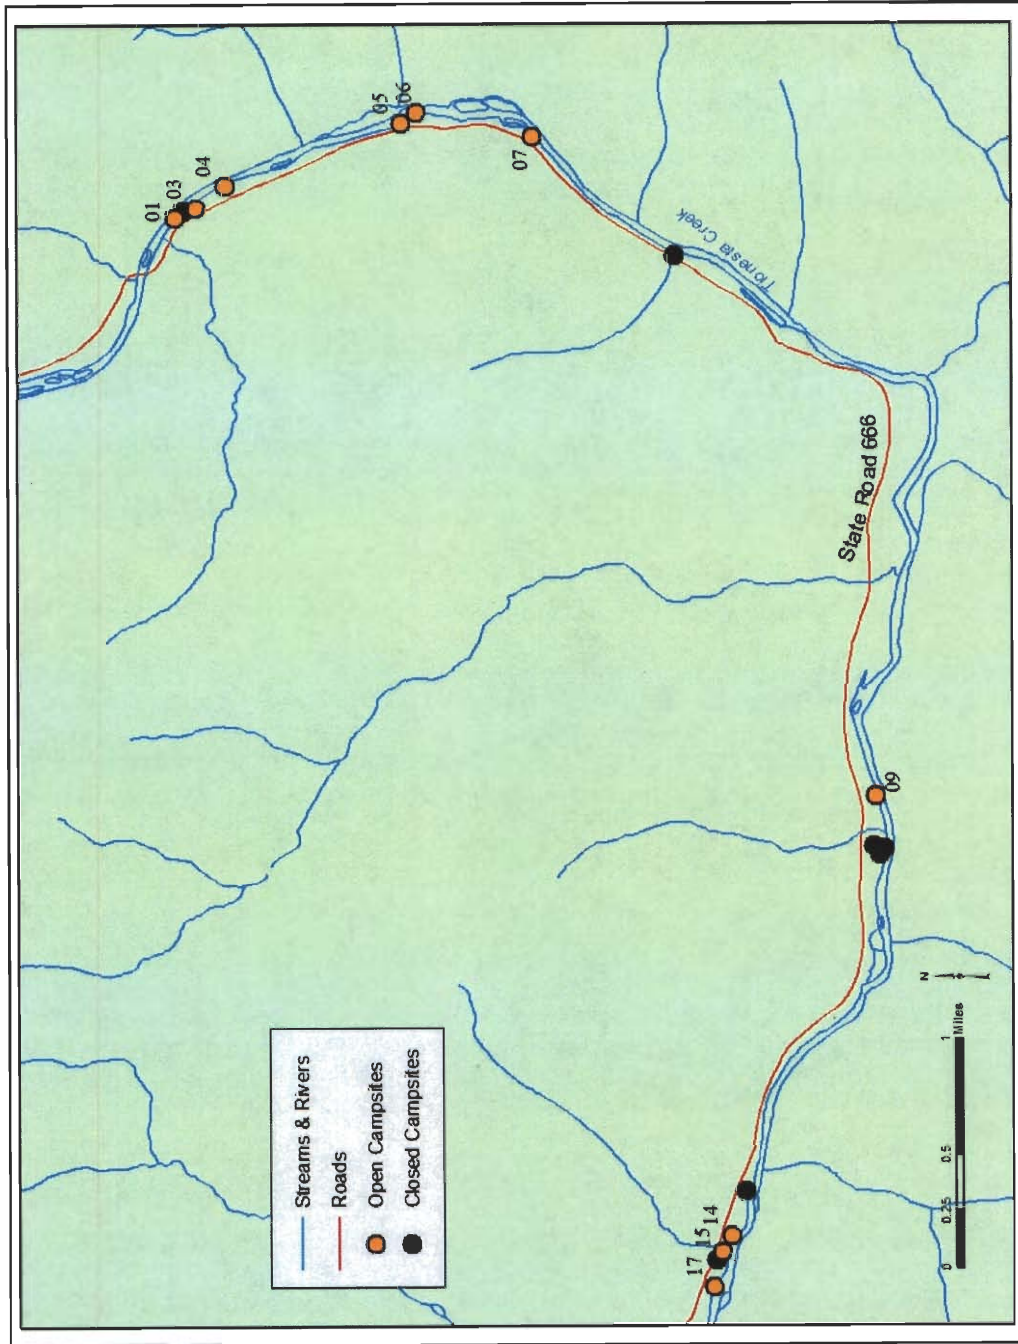 01
03
04
05
06
07
Tionesta Creek
State Road 666
09
17
15
14
Streams & Rivers
Roads
Open Campsites
Closed Campsites
N
0 0.25 0.5 1
Miles